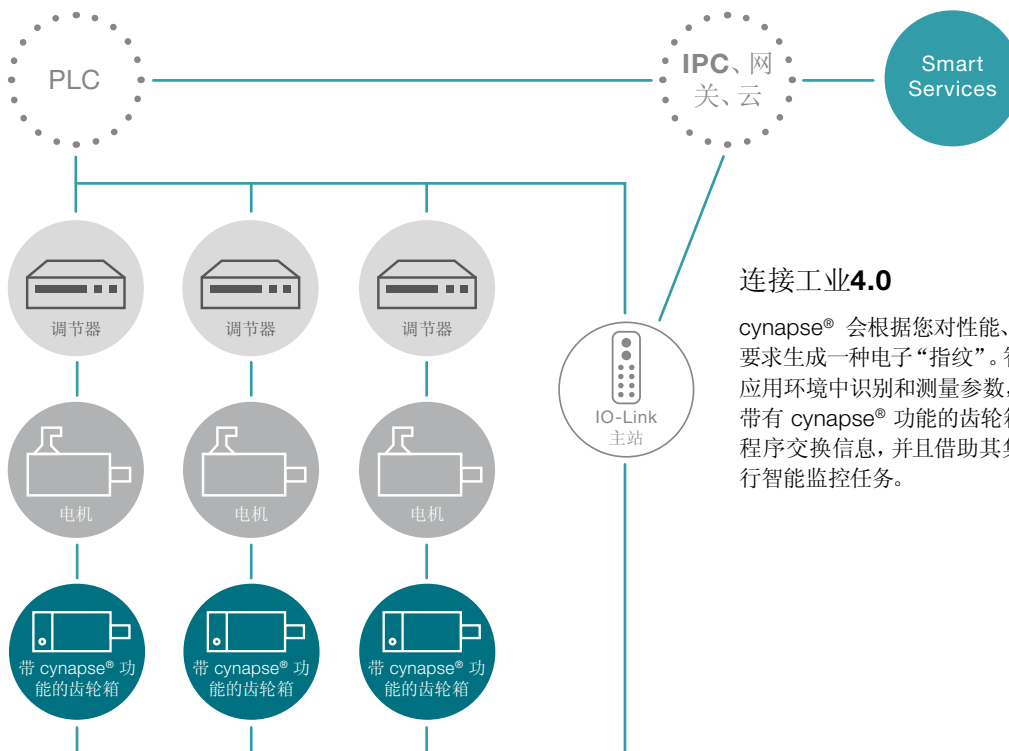 PLC
IPC、网
关、云
Smart
Services
调节器
调节器
调节器
连接工业4.0
cynapse® 会根据您对性能、
要求生成一种电子“指纹”。
应用环境中识别和测量参数,
带有 cynapse® 功能的齿轮
程序交换信息, 并且借助其
行智能监控任务。
IO-Link
主站
电机
电机
电机
带 cynapse® 功
能的齿轮箱
带 cynapse® 功
能的齿轮箱
带 cynapse® 功
能的齿轮箱